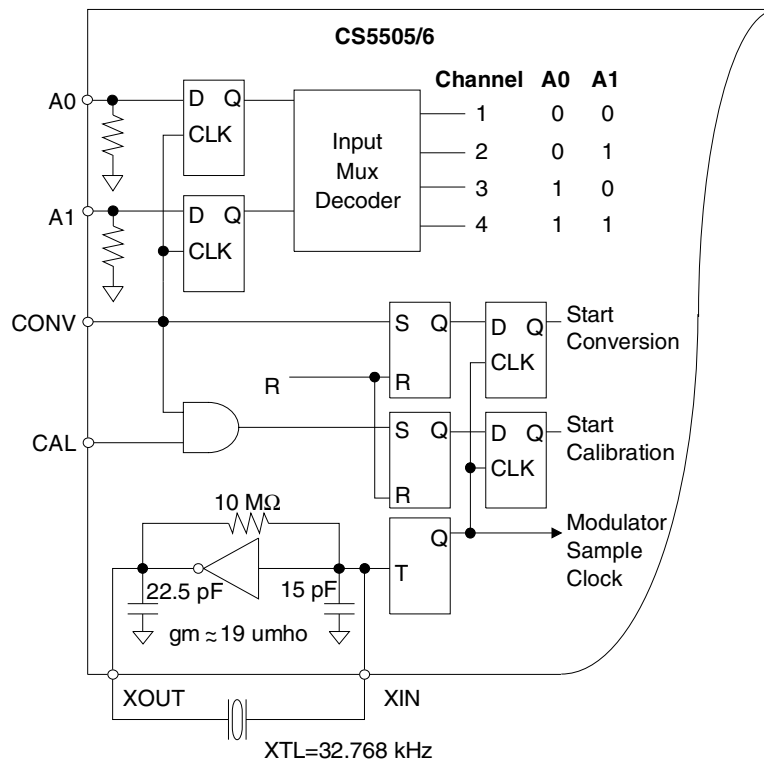 CS5505/6
Channel A0 A1
1 0 0
2 0 1
3 1 0
4 1 1
A0
D Q
CLK
Input
Mux
Decoder
A1
D Q
CLK
CONV
S Q
R
D Q
CLK
Start
Conversion
R
CAL
S Q
R
D Q
CLK
Start
Calibration
10 MΩ
22.5 pF
15 pF
gm ≈ 19 umho
T
Q
Modulator
Sample
Clock
XOUT
XIN
XTL=32.768 kHz